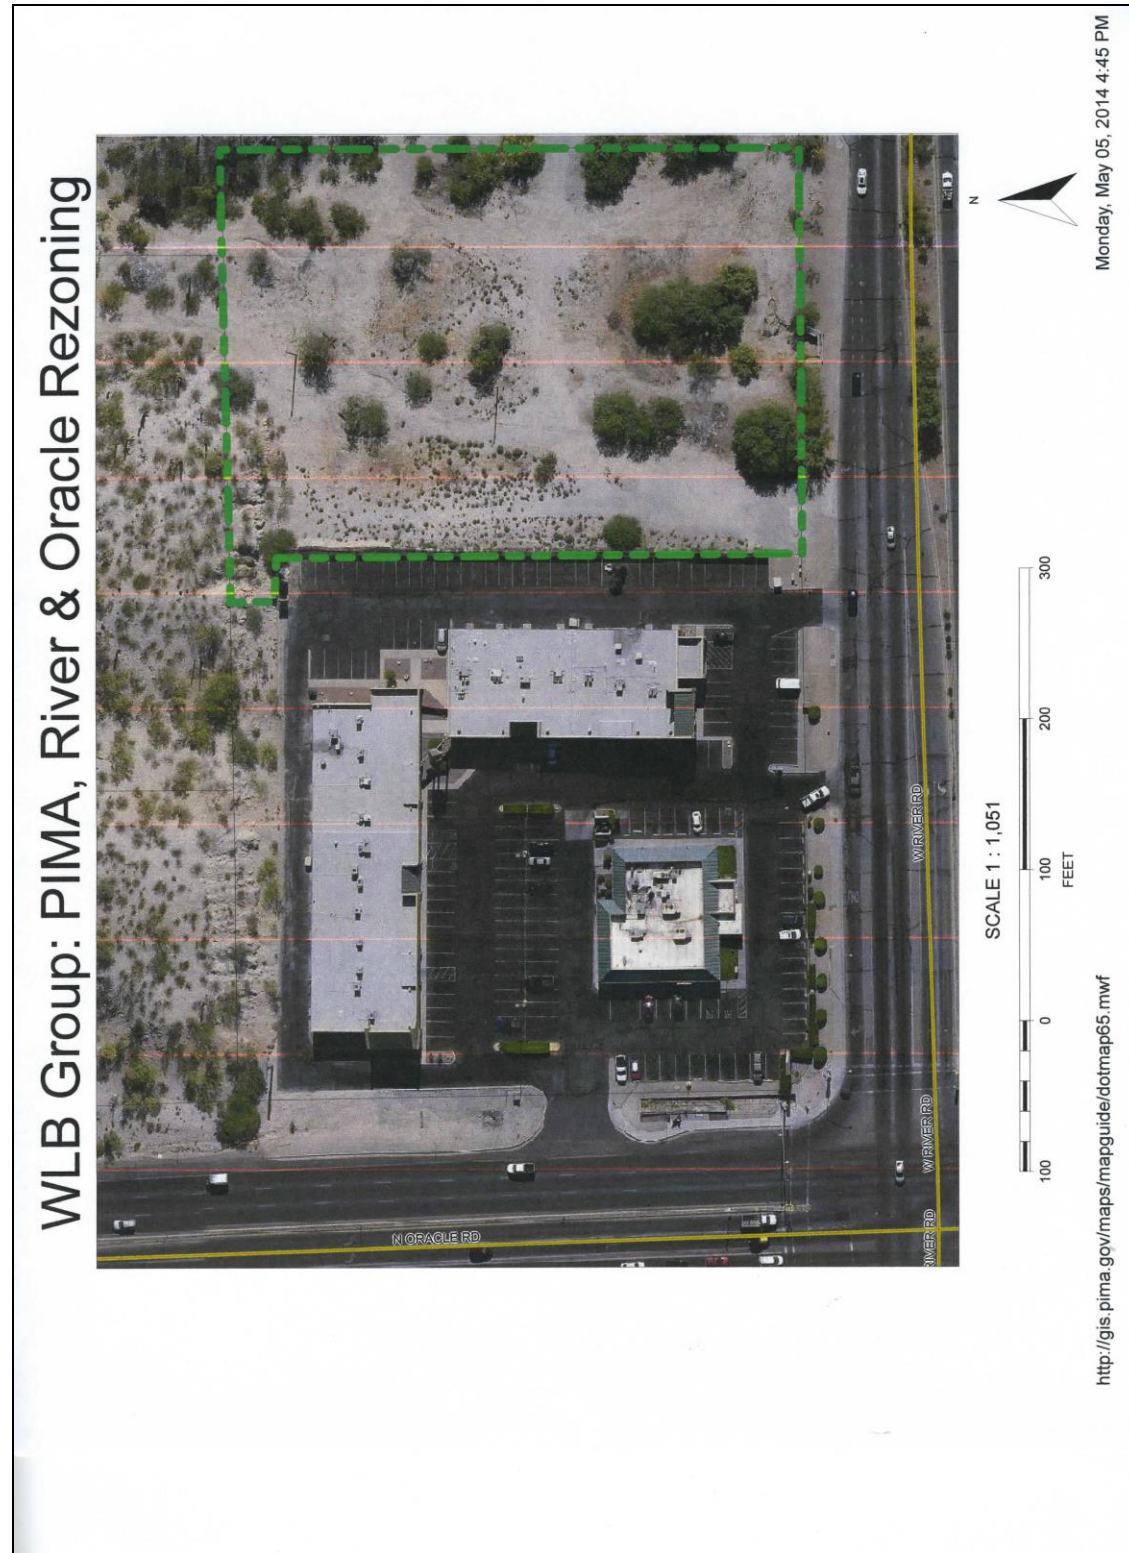 WLB Group: PIMA, River & Oracle Rezoning
N ORACLE RD
RIVER RD
W RIVER RD
W RIVER RD
N
SCALE 1 : 1,051
100
0
100
200
300
FEET
http://gis.pima.gov/maps/mapguide/dotmap65.mwf
Monday, May 05, 2014 4:45 PM